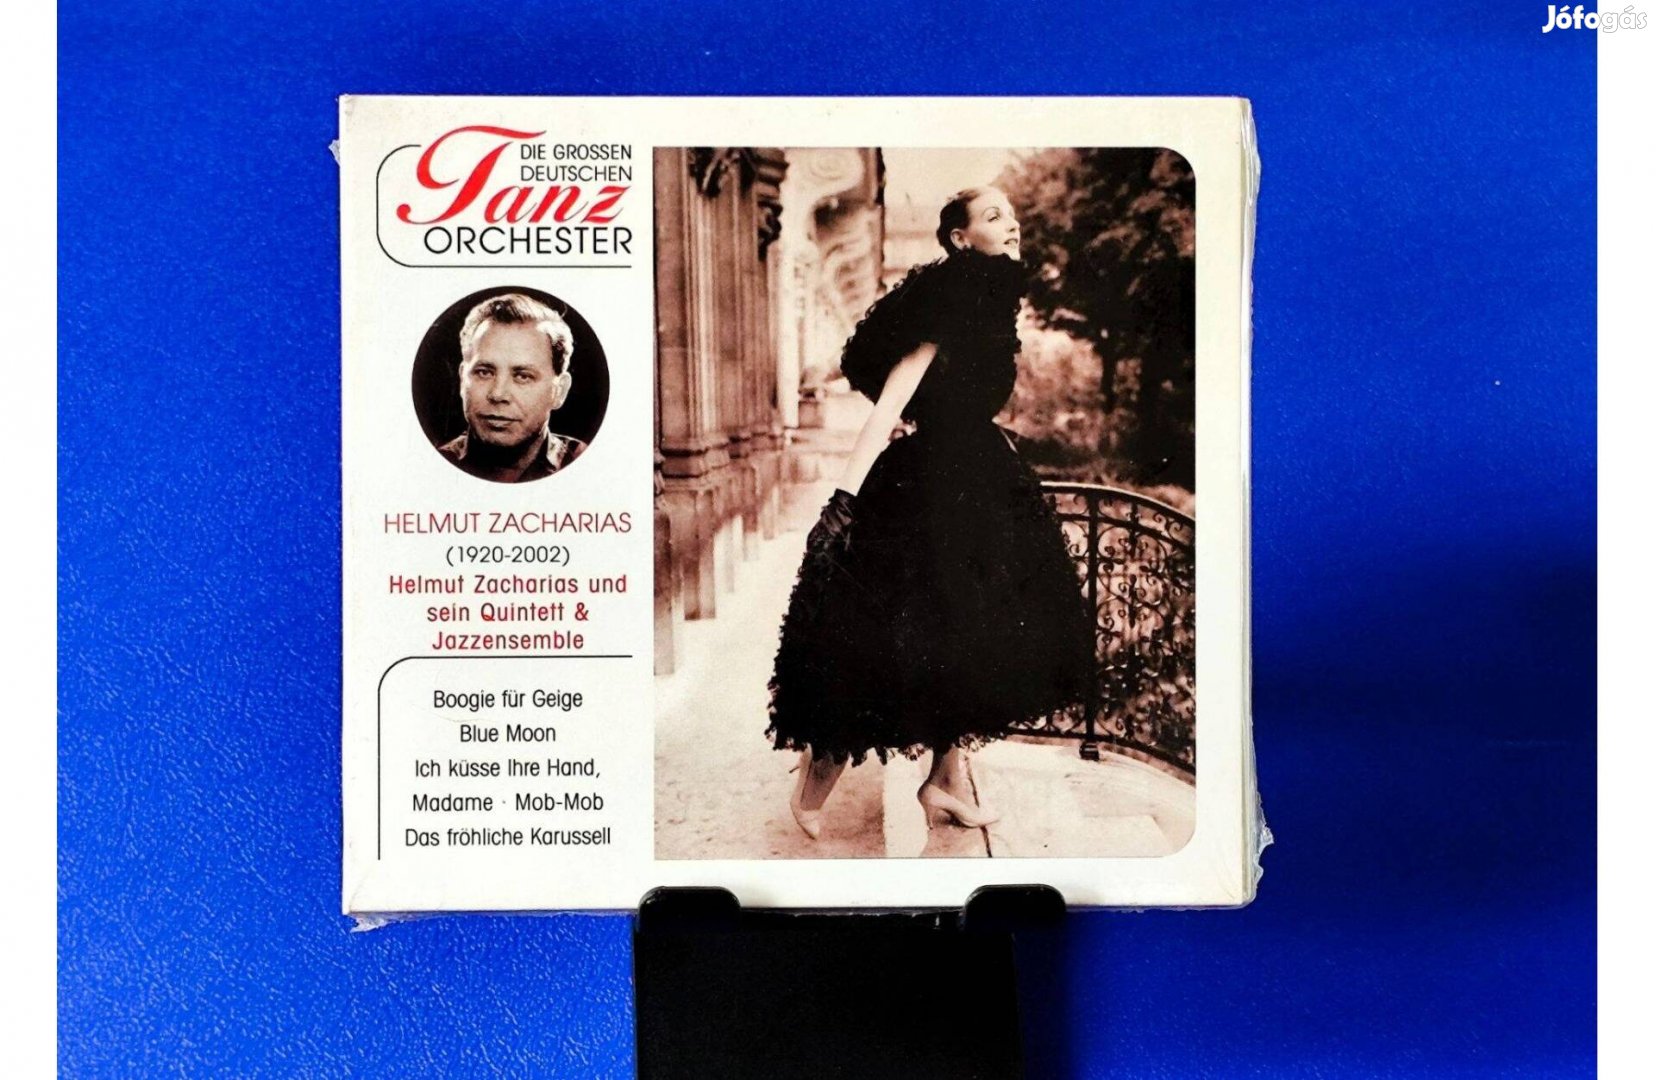 Jófogás
DIE GROSSEN
DEUTSCHEN
Tanz
ORCHESTER
HELMUT ZACHARIAS
(1920-2002)
Helmut Zacharias und
sein Quintett &
Jazzensemble
Boogie für Geige
Blue Moon
Ich küsse Ihre Hand,
Madame · Mob-Mob
Das fröhliche Karussell